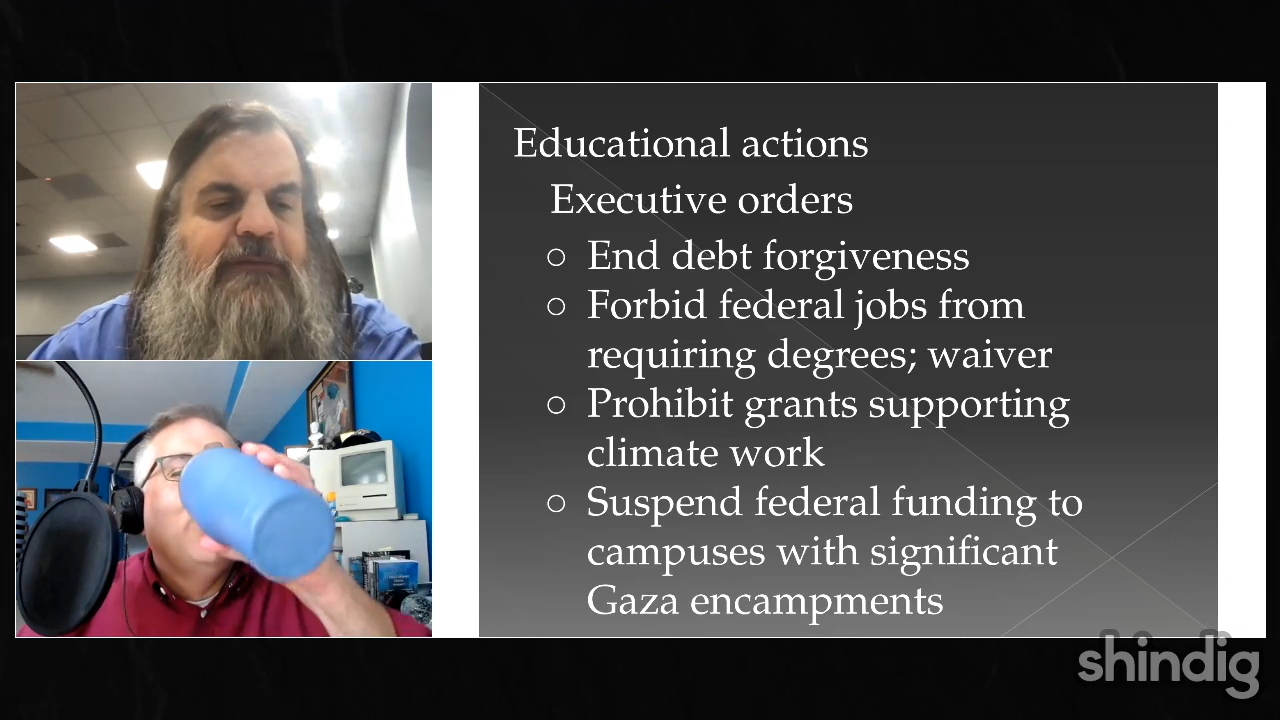 Educational actions
Executive orders
○ End debt forgiveness
○ Forbid federal jobs from
requiring degrees; waiver
○ Prohibit grants supporting
climate work
○ Suspend federal funding to
campuses with significant
Gaza encampments
shindig